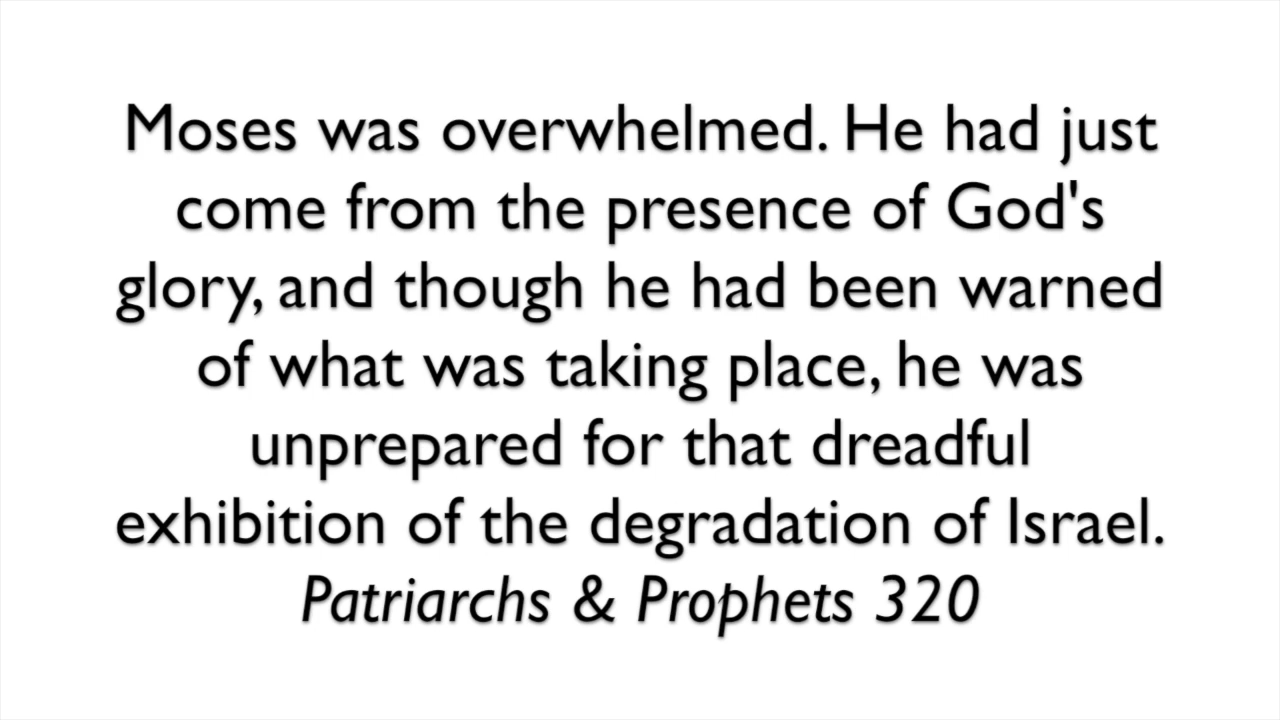 Moses was overwhelmed. He had just
come from the presence of God's
glory, and though he had been warned
of what was taking place, he was
unprepared for that dreadful
exhibition of the degradation of Israel.
Patriarchs & Prophets 320